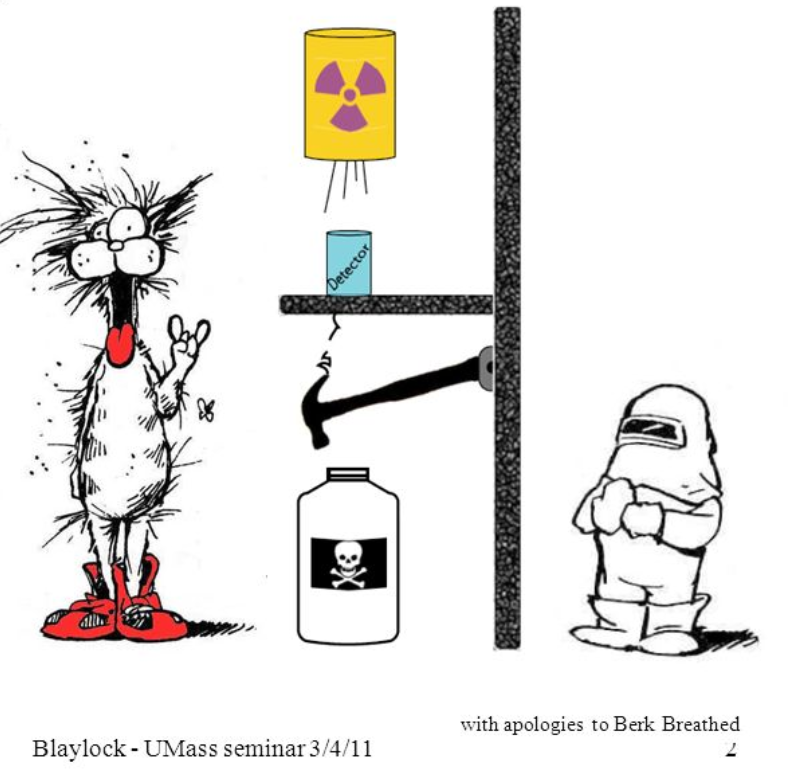 Detector
with apologies to Berk Breathed
Blaylock - UMass seminar 3/4/11
2